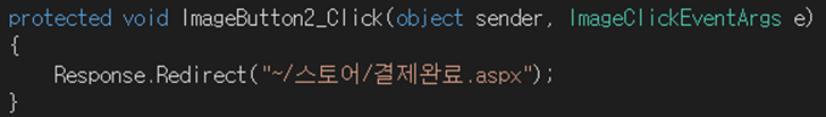 protected void ImageButton2_Click(object sender, ImageClickEventArgs e)
{
    Response.Redirect("~/스토어/결제완료.aspx");
}